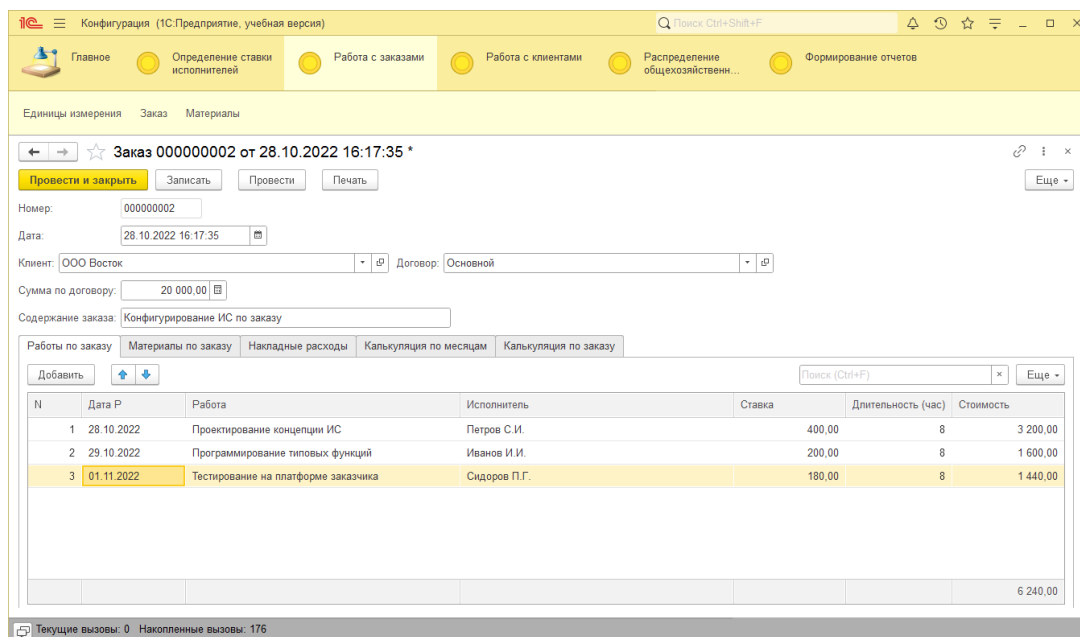 1С Конфигурация (1С:Предприятие, учебная версия) Поиск Ctrl+Shift+F
Главное Определение ставки исполнителей Работа с заказами Работа с клиентами Распределение общехозяйственн... Формирование отчетов
Единицы измерения Заказ Материалы
Заказ 000000002 от 28.10.2022 16:17:35 *
Провести и закрыть Записать Провести Печать Еще
Номер: 000000002
Дата: 28.10.2022 16:17:35
Клиент: ООО Восток Договор: Основной
Сумма по договору: 20 000,00
Содержание заказа: Конфигурирование ИС по заказу
Работы по заказу Материалы по заказу Накладные расходы Калькуляция по месяцам Калькуляция по заказу
Добавить Поиск (Ctrl+F) × Еще
N Дата Р Работа Исполнитель Ставка Длительность (час) Стоимость
1 28.10.2022 Проектирование концепции ИС Петров С.И. 400,00 8 3 200,00
2 29.10.2022 Программирование типовых функций Иванов И.И. 200,00 8 1 600,00
3 01.11.2022 Тестирование на платформе заказчика Сидоров П.Г. 180,00 8 1 440,00
6 240,00
Текущие вызовы: 0 Накопленные вызовы: 176